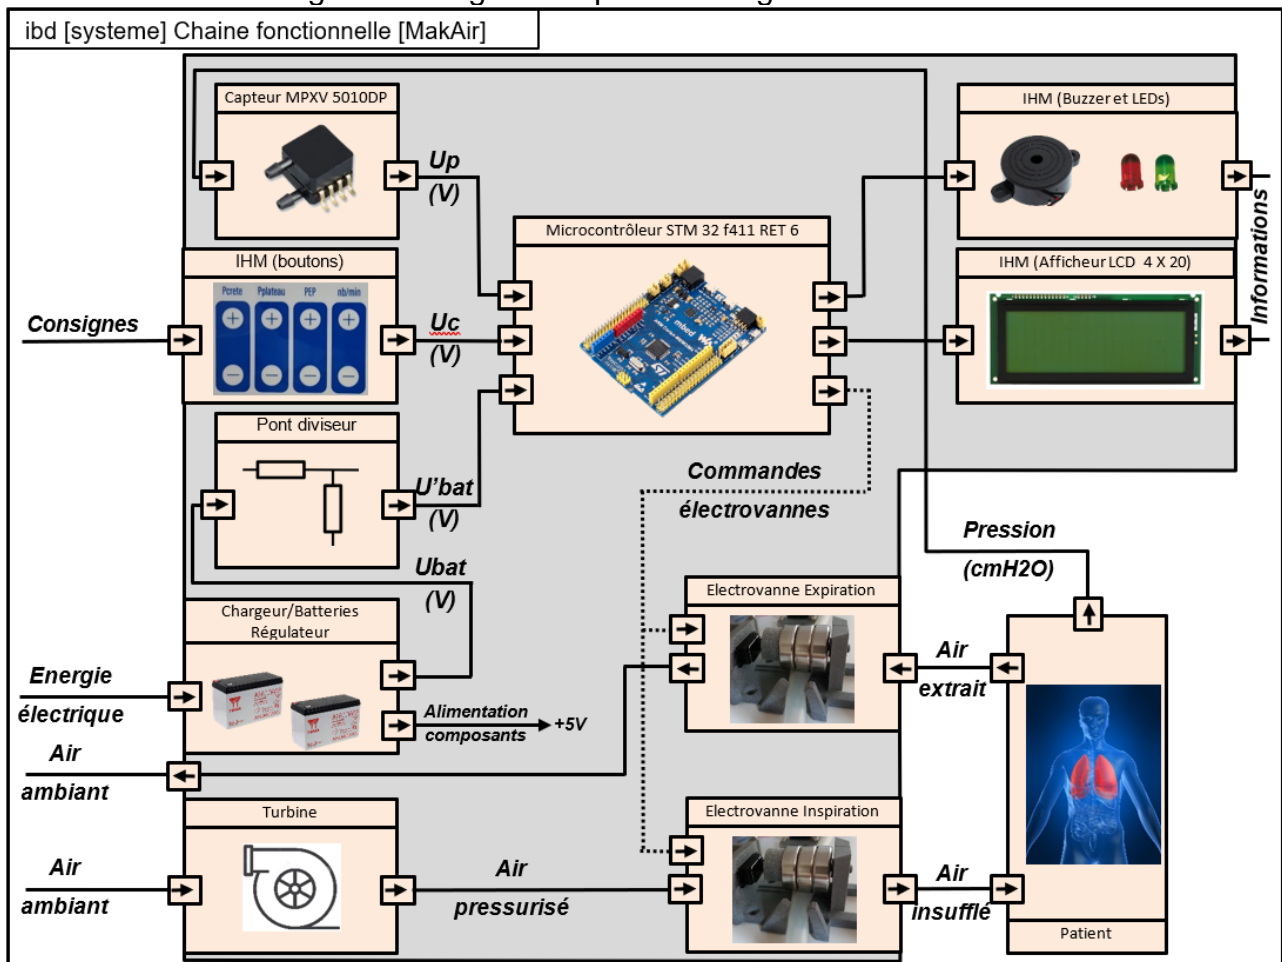 ibd [systeme] Chaine fonctionnelle [MakAir]
Capteur MPXV 5010DP
Up
(V)
IHM (Buzzer et LEDs)
Informations
Microcontrôleur STM 32 f411 RET 6
IHM (boutons)
Pcrete
Pplateau
PEP
nb/min
Consignes
Uc
(V)
IHM (Afficheur LCD 4 X 20)
Pont diviseur
U'bat
(V)
Commandes
électrovannes
Ubat
(V)
Pression
(cmH2O)
Chargeur/Batteries
Régulateur
Electrovanne Expiration
Energie
électrique
Alimentation
composants
+5V
Air
extrait
Air
ambiant
Turbine
Electrovanne Inspiration
Air
ambiant
Air
pressurisé
Air
insufflé
Patient